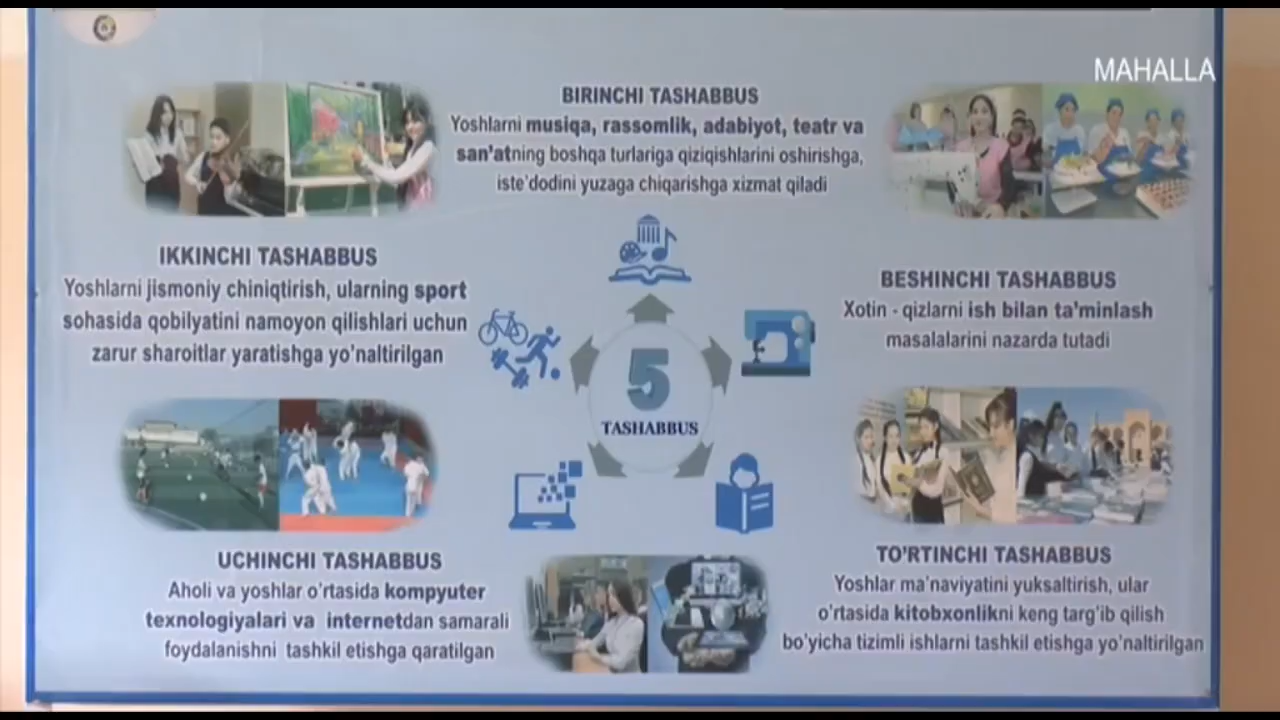 MAHALLA
BIRINCHI TASHABBUS
Yoshlarni musiqa, rassomlik, adabiyot, teatr va
san'atning boshqa turlariga qiziqishlarini oshirishga,
iste'dodini yuzaga chiqarishga xizmat qiladi
IKKINCHI TASHABBUS
Yoshlarni jismoniy chiniqtirish, ularning sport
sohasida qobilyatini namoyon qilishlari uchun
zarur sharoitlar yaratishga yo'naltirilgan
BESHINCHI TASHABBUS
Xotin - qizlarni ish bilan ta'minlash
masalalarini nazarda tutadi
5
TASHABBUS
UCHINCHI TASHABBUS
Aholi va yoshlar o'rtasida kompyuter
texnologiyalari va internetdan samarali
foydalanishni tashkil etishga qaratilgan
TO'RTINCHI TASHABBUS
Yoshlar ma'naviyatini yuksaltirish, ular
o'rtasida kitobxonlikni keng targ'ib qilish
bo'yicha tizimli ishlarni tashkil etishga yo'naltirilgan